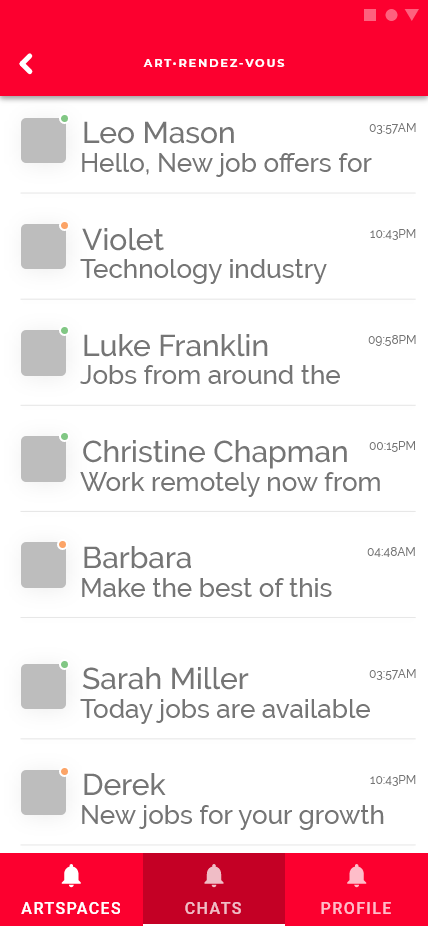 ART•RENDEZ-VOUS
Leo Mason
03:57AM
Hello, New job offers for
Violet
10:43PM
Technology industry
Luke Franklin
09:58PM
Jobs from around the
Christine Chapman
00:15PM
Work remotely now from
Barbara
04:48AM
Make the best of this
Sarah Miller
03:57AM
Today jobs are available
Derek
10:43PM
New jobs for your growth
ARTSPACES
CHATS
PROFILE